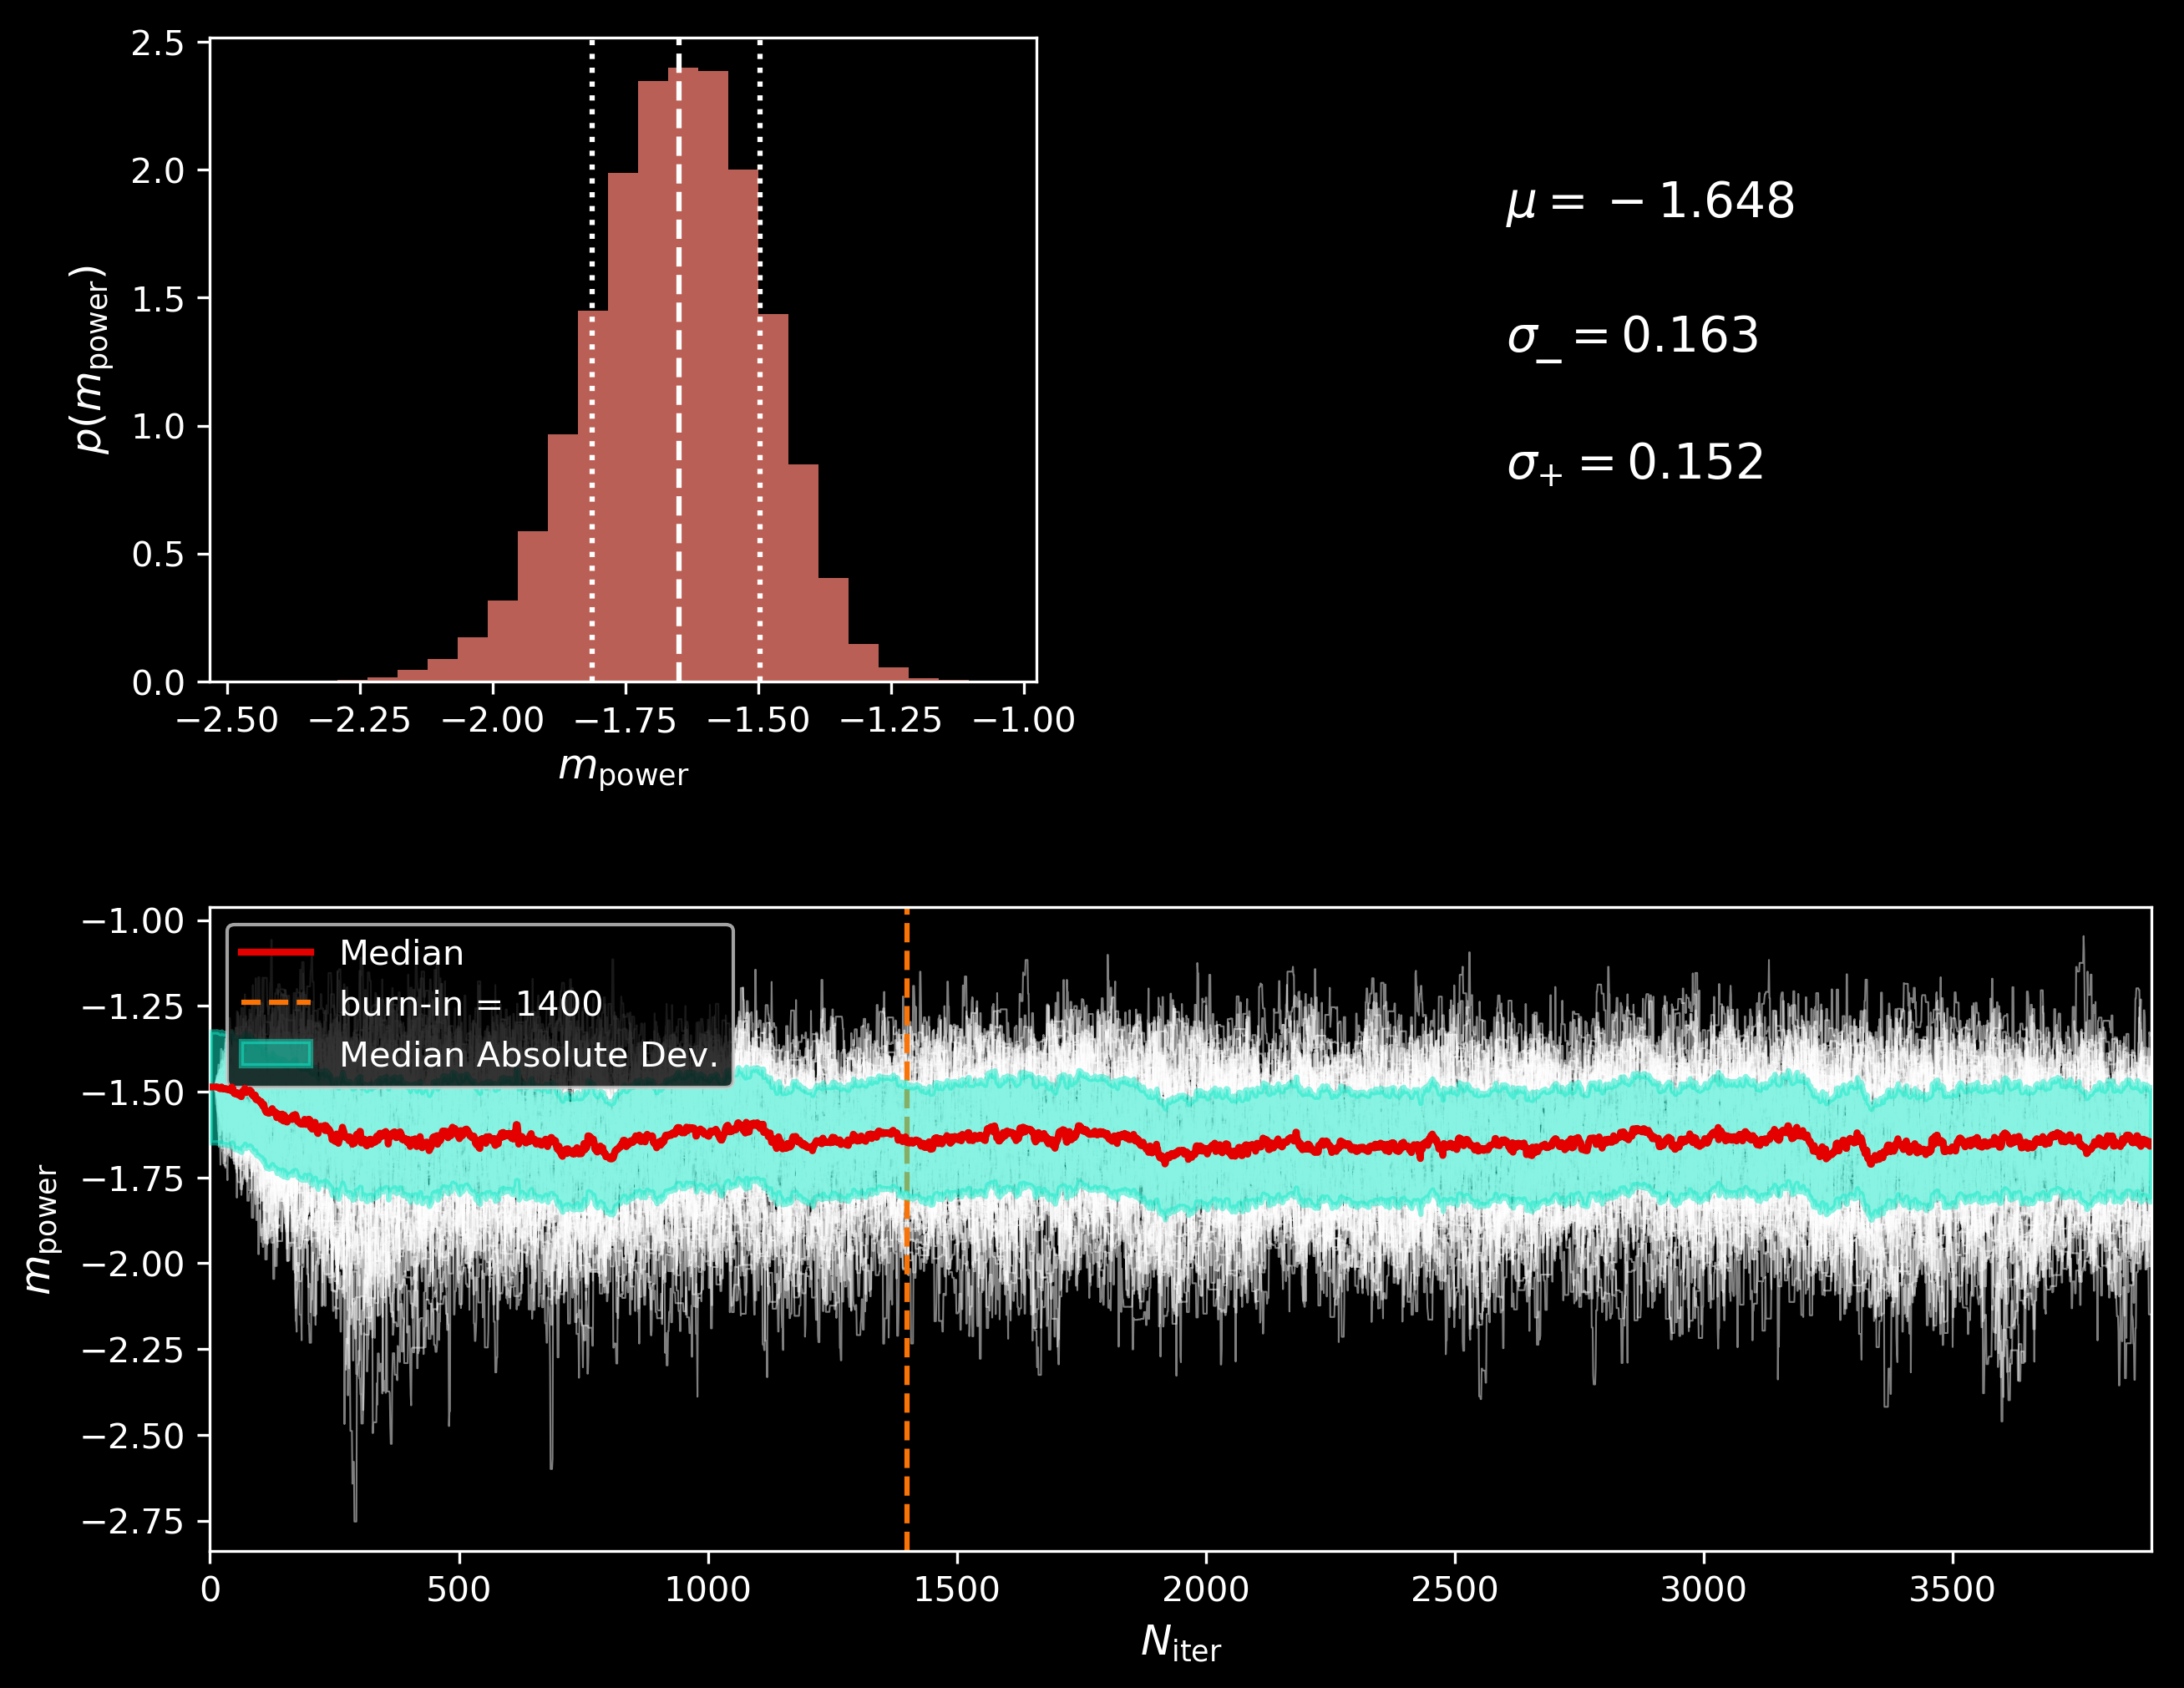 2.5
2.0
1.5
1.0
0.5
0.0
p(m_power)
−2.50 −2.25 −2.00 −1.75 −1.50 −1.25 −1.00
m_power
μ = −1.648
σ_− = 0.163
σ_+ = 0.152
−1.00
−1.25
−1.50
−1.75
−2.00
−2.25
−2.50
−2.75
m_power
Median
burn-in = 1400
Median Absolute Dev.
0 500 1000 1500 2000 2500 3000 3500
N_iter